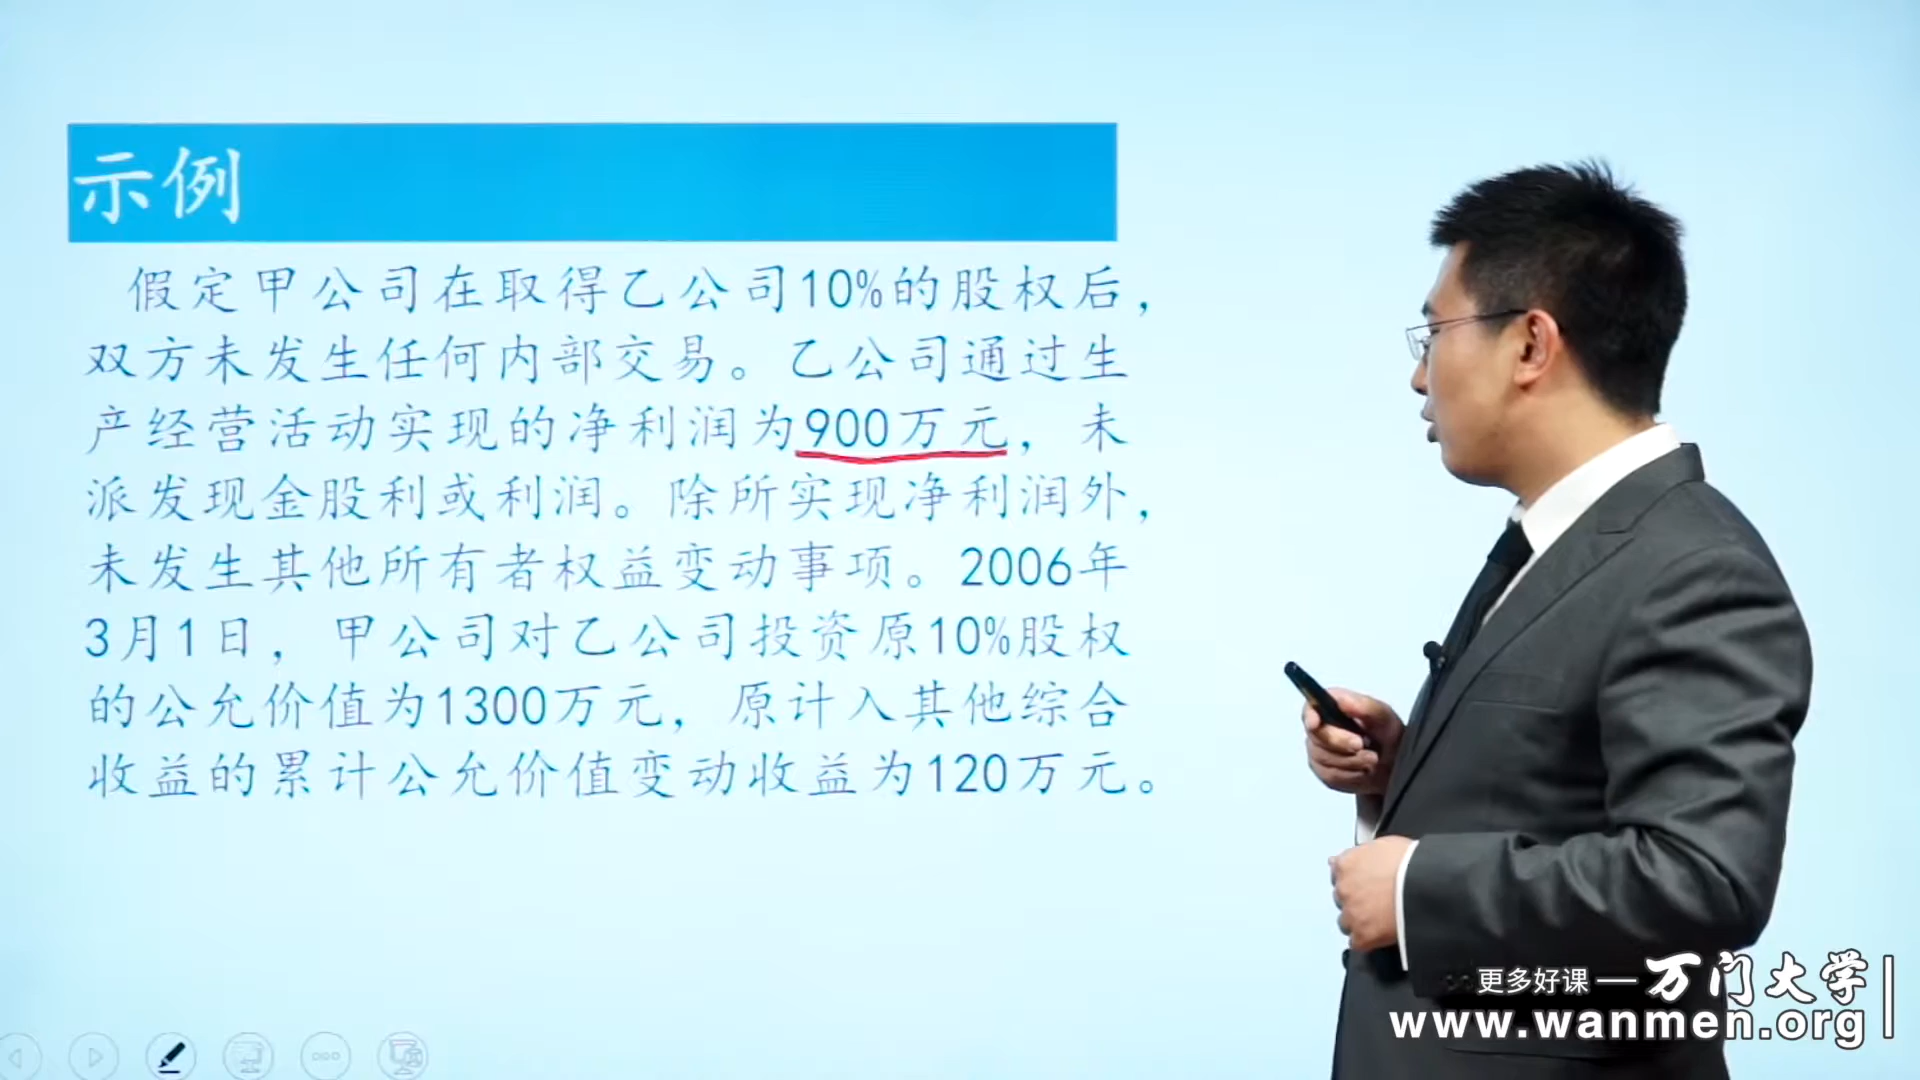 示例
假定甲公司在取得乙公司10%的股权后，
双方未发生任何内部交易。乙公司通过生
产经营活动实现的净利润为900万元，未
派发现金股利或利润。除所实现净利润外，
未发生其他所有者权益变动事项。2006年
3月1日，甲公司对乙公司投资原10%股权
的公允价值为1300万元，原计入其他综合
收益的累计公允价值变动收益为120万元。
更多好课—万门大学
www.wanmen.org